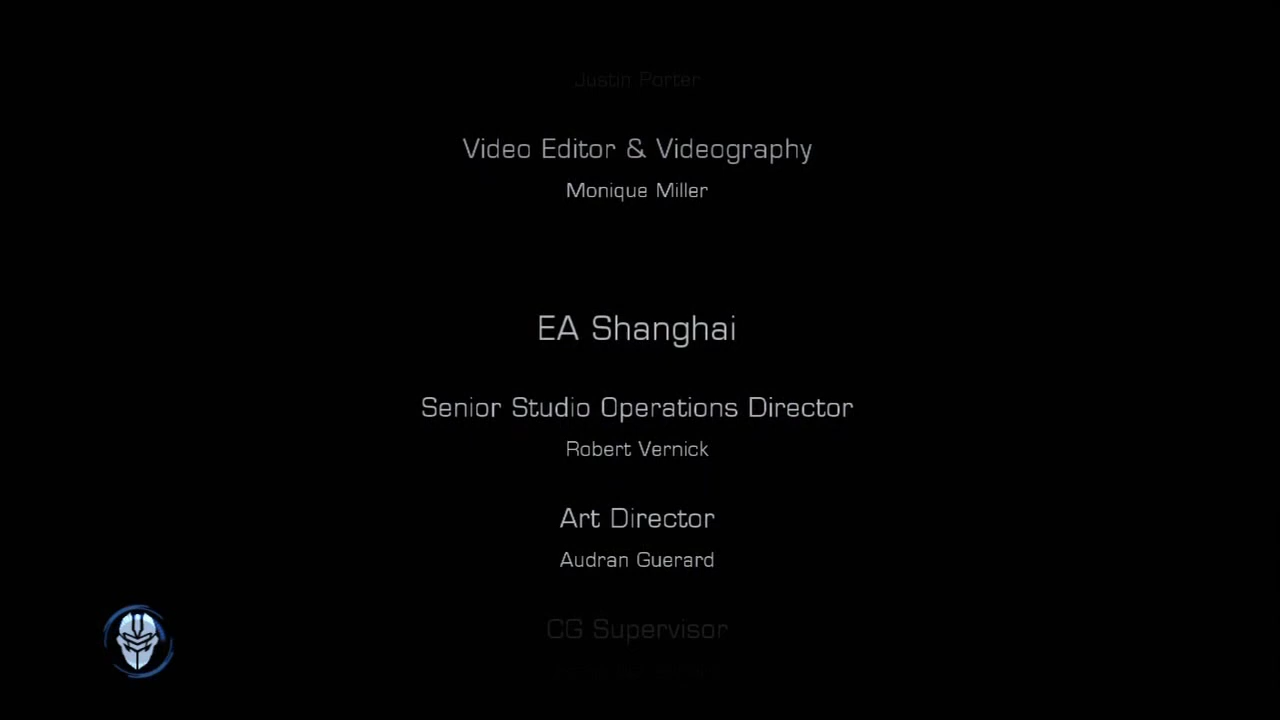 Justin Porter
Video Editor & Videography
Monique Miller
EA Shanghai
Senior Studio Operations Director
Robert Vernick
Art Director
Audran Guerard
CG Supervisor